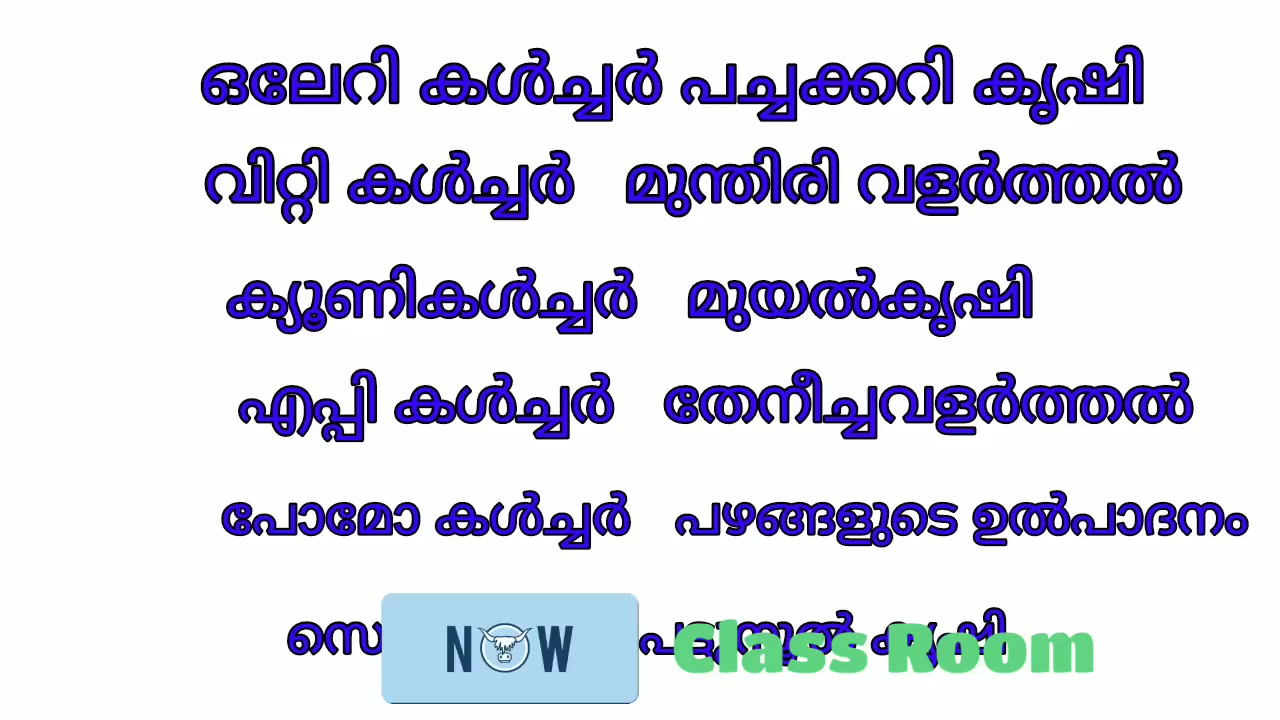 ഒലേറി കൾച്ചർ പച്ചക്കറി കൃഷി
വിറ്റി കൾച്ചർ മുന്തിരി വളർത്തൽ
ക്യൂണികൾച്ചർ മുയൽകൃഷി
എപ്പി കൾച്ചർ തേനീച്ചവളർത്തൽ
പോമോ കൾച്ചർ പഴങ്ങളുടെ ഉൽപാദനം
കൃഷി
NOW Class Room